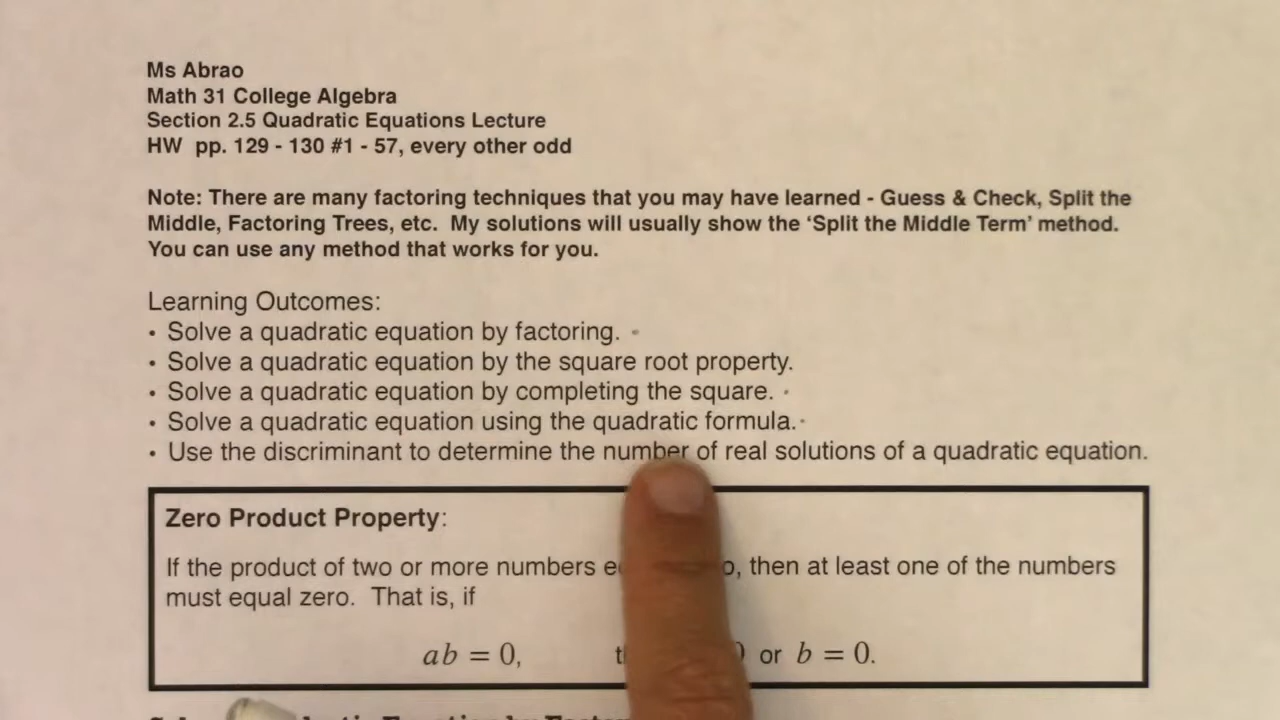 Ms Abrao
Math 31 College Algebra
Section 2.5 Quadratic Equations Lecture
HW pp. 129 - 130 #1 - 57, every other odd
Note: There are many factoring techniques that you may have learned - Guess & Check, Split the
Middle, Factoring Trees, etc. My solutions will usually show the ‘Split the Middle Term’ method.
You can use any method that works for you.
Learning Outcomes:
• Solve a quadratic equation by factoring.
• Solve a quadratic equation by the square root property.
• Solve a quadratic equation by completing the square.
• Solve a quadratic equation using the quadratic formula.
• Use the discriminant to determine the number of real solutions of a quadratic equation.
Zero Product Property:
If the product of two or more numbers , then at least one of the numbers
must equal zero. That is, if
ab = 0, or b = 0.